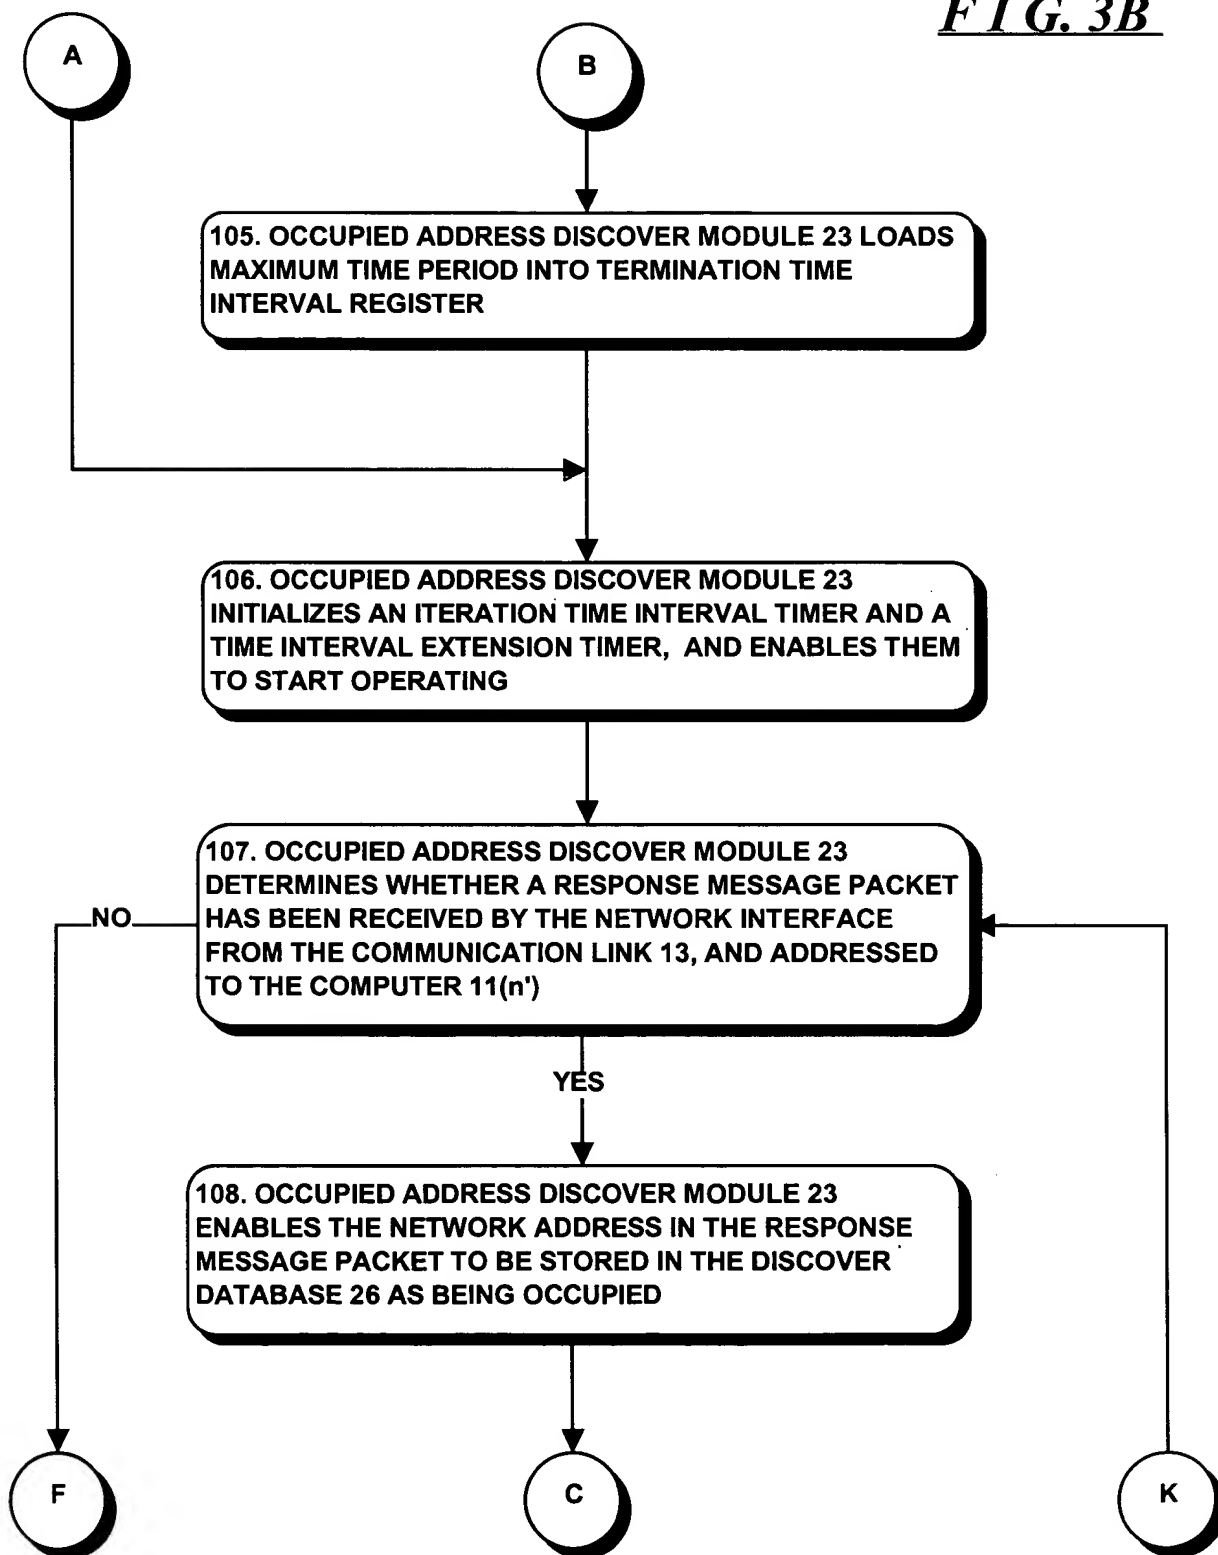 F I G. 3B
A
B
105. OCCUPIED ADDRESS DISCOVER MODULE 23 LOADS
MAXIMUM TIME PERIOD INTO TERMINATION TIME
INTERVAL REGISTER
106. OCCUPIED ADDRESS DISCOVER MODULE 23
INITIALIZES AN ITERATION TIME INTERVAL TIMER AND A
TIME INTERVAL EXTENSION TIMER, AND ENABLES THEM
TO START OPERATING
107. OCCUPIED ADDRESS DISCOVER MODULE 23
DETERMINES WHETHER A RESPONSE MESSAGE PACKET
HAS BEEN RECEIVED BY THE NETWORK INTERFACE
FROM THE COMMUNICATION LINK 13, AND ADDRESSED
TO THE COMPUTER 11(n')
NO
YES
108. OCCUPIED ADDRESS DISCOVER MODULE 23
ENABLES THE NETWORK ADDRESS IN THE RESPONSE
MESSAGE PACKET TO BE STORED IN THE DISCOVER
DATABASE 26 AS BEING OCCUPIED
F
C
K